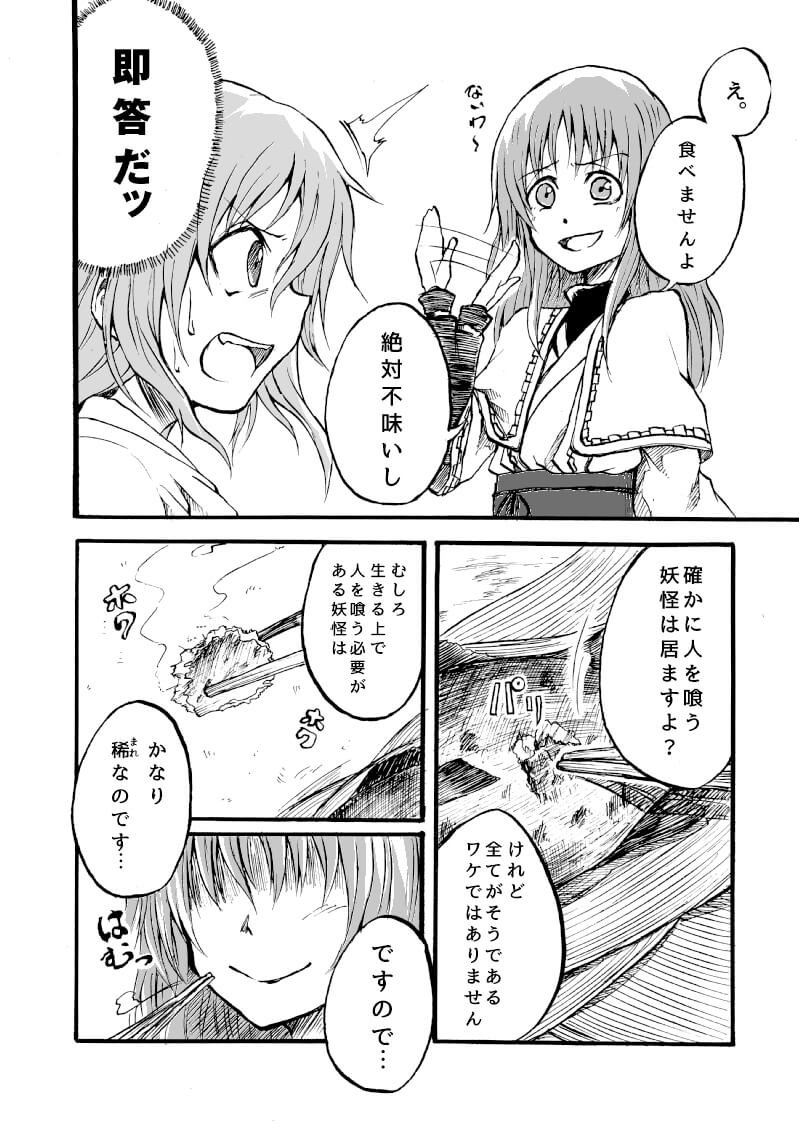 え。
食べませんよ
ないわ～
絶対不味いし
即答だッ
確かに人を喰う
妖怪は居ますよ？
パリ
けれど
全てがそうである
ワケではありません
むしろ
生きる上で
人を喰う必要が
ある妖怪は
ホク
ホク
かなり
稀なのです…
まれ
はむっ
ですので…